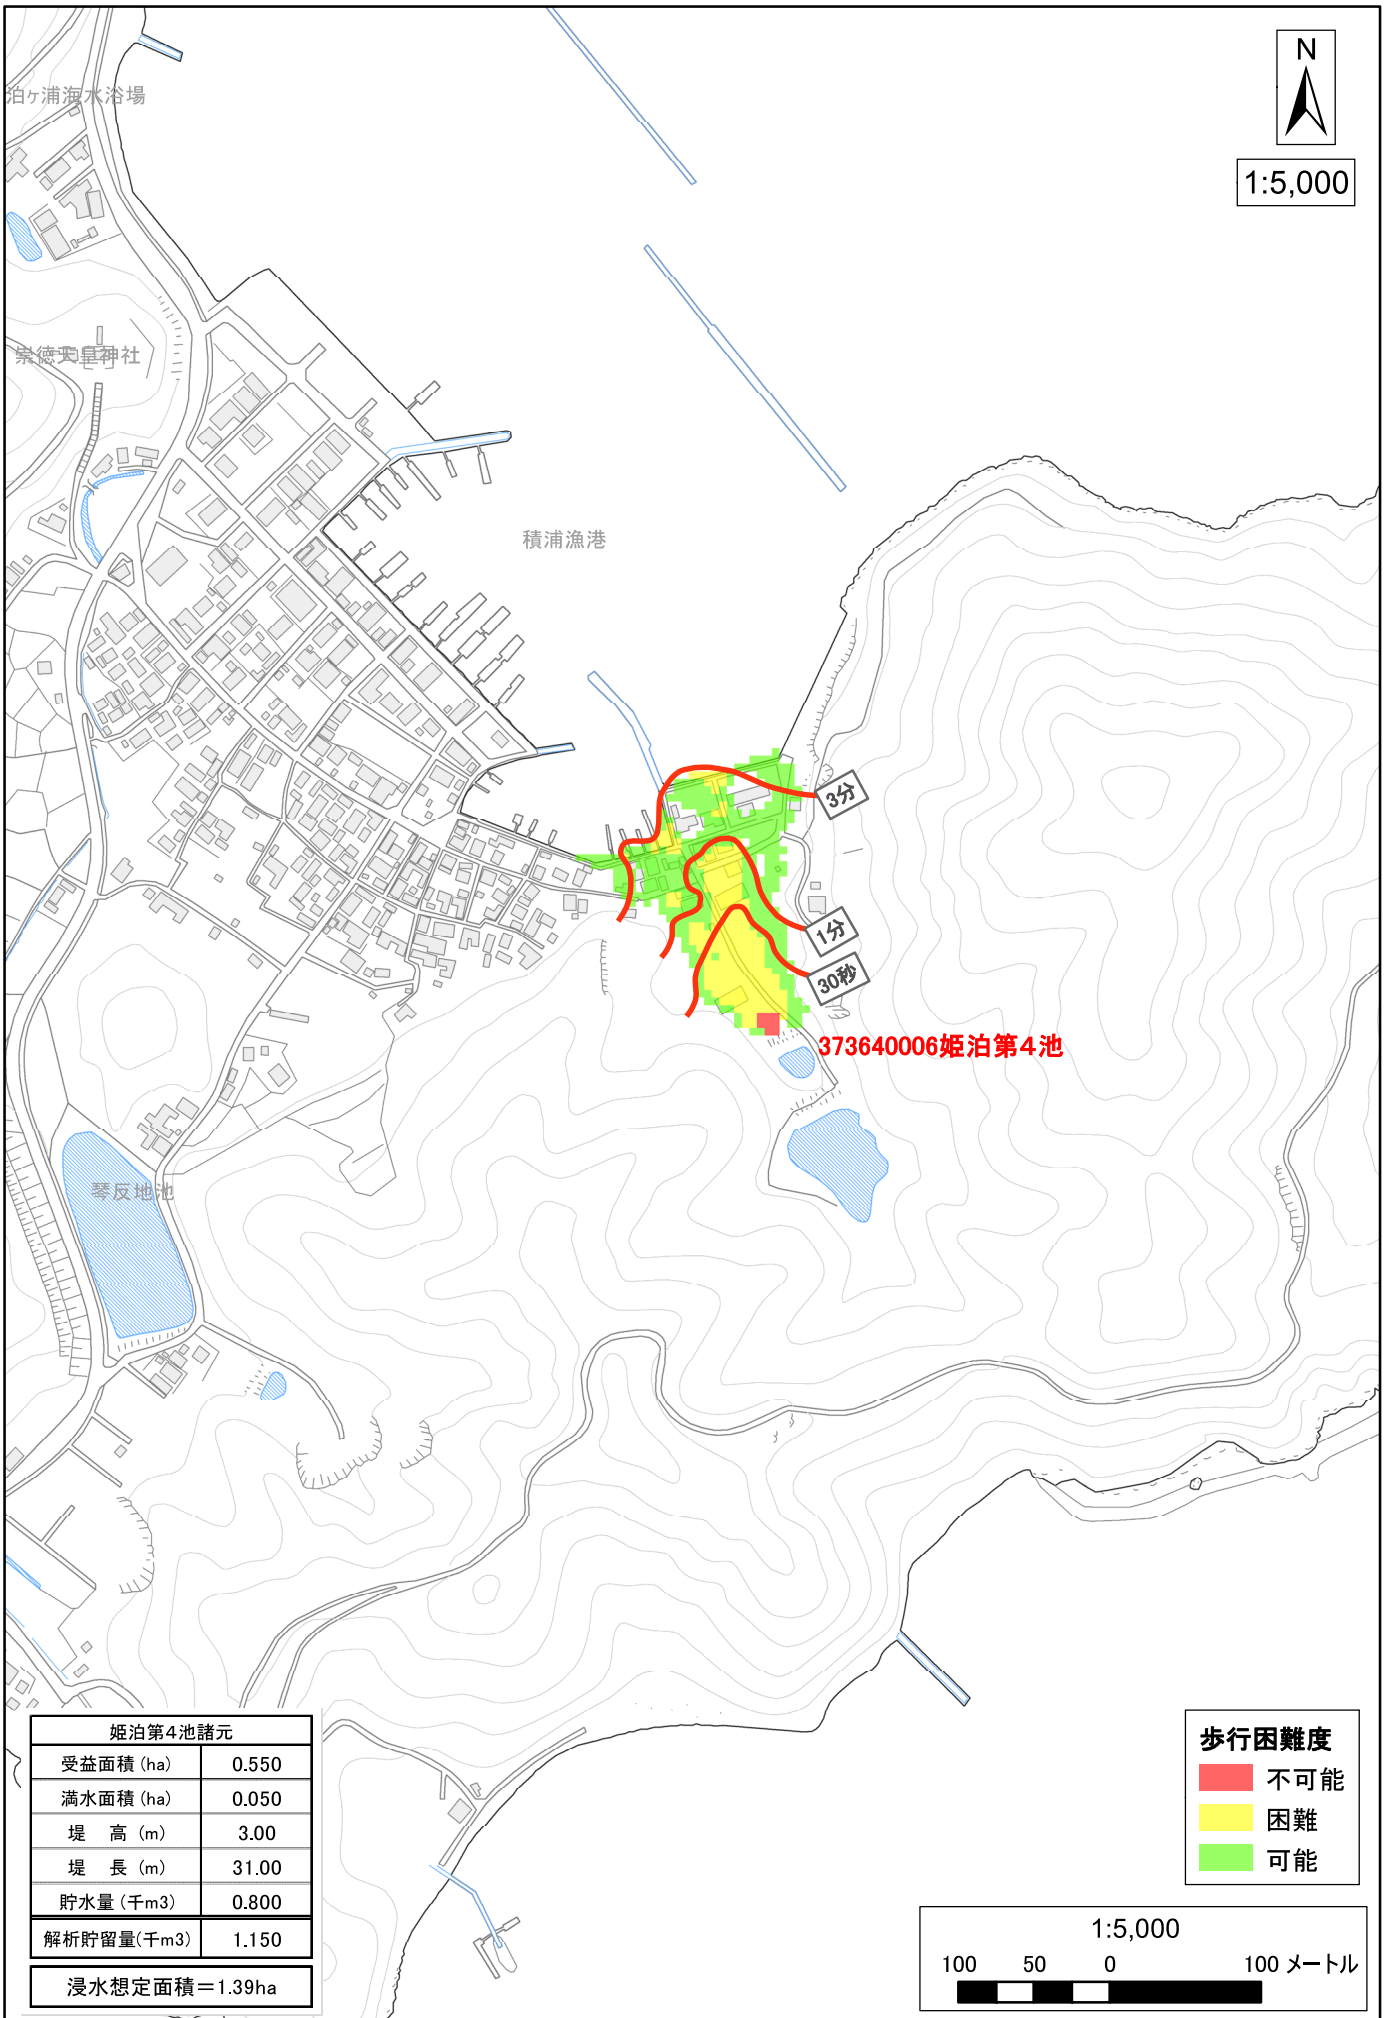 N
1:5,000
泊ヶ浦海水浴場
崇徳天皇神社
積浦漁港
3分
1分
30秒
373640006姫泊第4池
琴反地池
姫泊第4池諸元
受益面積(ha) 0.550
満水面積(ha) 0.050
堤 高 (m) 3.00
堤 長 (m) 31.00
貯水量(千m3) 0.800
解析貯留量(千m3) 1.150
浸水想定面積=1.39ha
歩行困難度
不可能
困難
可能
1:5,000
100 50 0 100 メートル